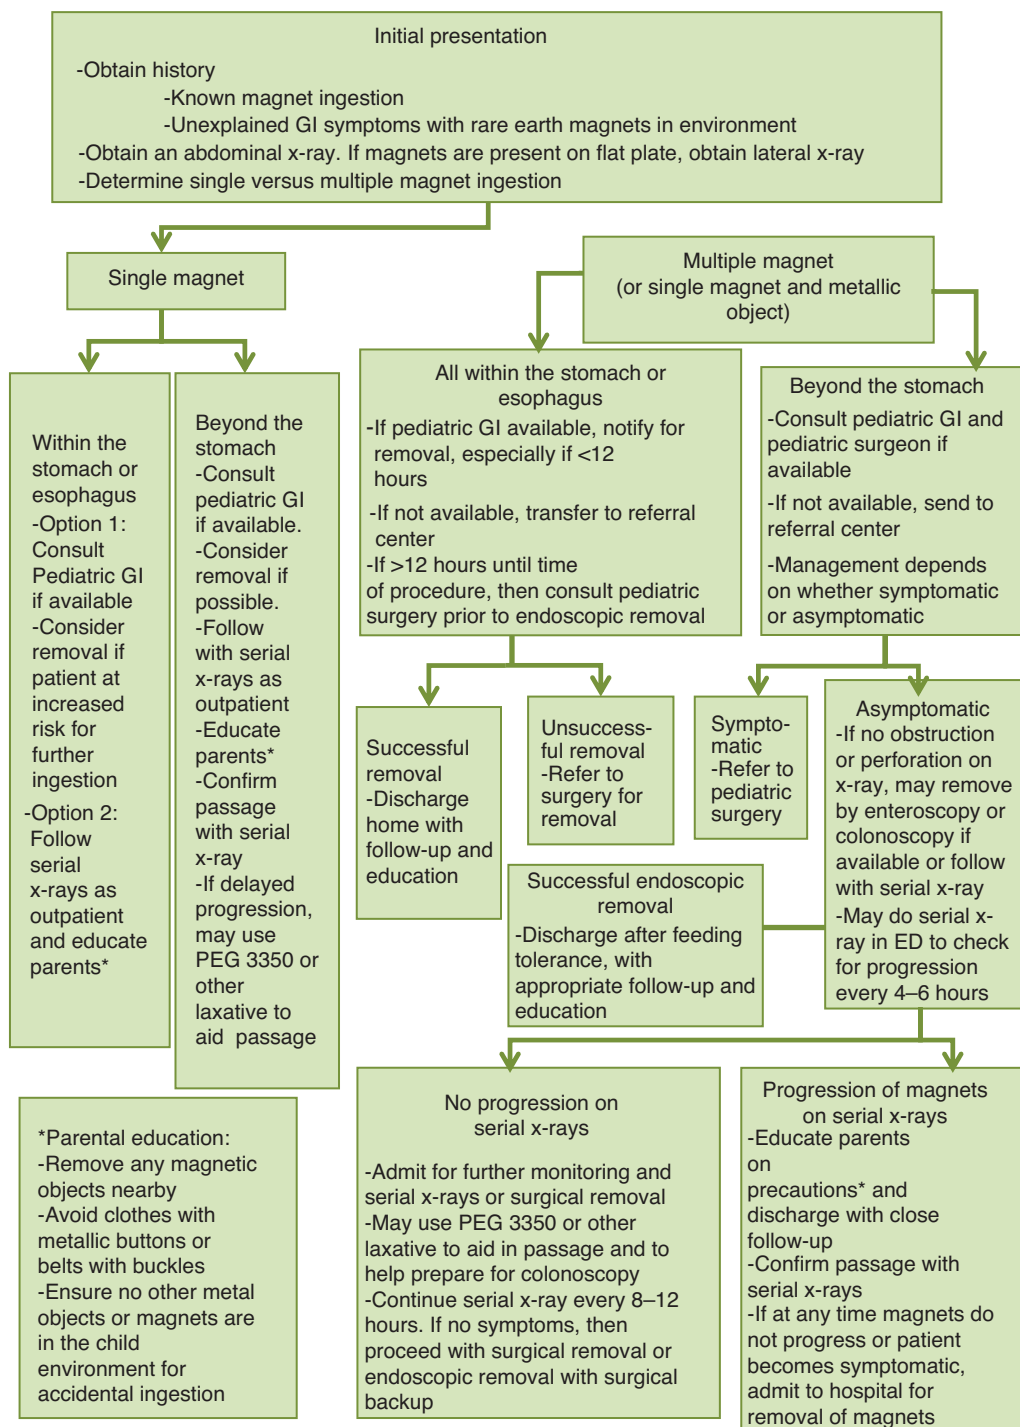 Initial presentation
-Obtain history
-Known magnet ingestion
-Unexplained GI symptoms with rare earth magnets in environment
-Obtain an abdominal x-ray. If magnets are present on flat plate, obtain lateral x-ray
-Determine single versus multiple magnet ingestion
Single magnet
Multiple magnet
(or single magnet and metallic
object)
Within the
stomach or
esophagus
-Option 1:
Consult
Pediatric GI
if available
-Consider
removal if
patient at
increased
risk for
further
ingestion
-Option 2:
Follow
serial
x-rays as
outpatient
and educate
parents*
Beyond the
stomach
-Consult
pediatric GI
if available.
-Consider
removal if
possible.
-Follow
with serial
x-rays as
outpatient
-Educate
parents*
-Confirm
passage
with serial
x-ray
-If delayed
progression,
may use
PEG 3350 or
other
laxative to
aid passage
All within the stomach or
esophagus
-If pediatric GI available, notify for
removal, especially if <12
hours
-If not available, transfer to referral
center
-If >12 hours until time
of procedure, then consult pediatric
surgery prior to endoscopic removal
Beyond the stomach
-Consult pediatric GI and
pediatric surgeon if
available
-If not available, send to
referral center
-Management depends
on whether symptomatic
or asymptomatic
Successful
removal
-Discharge
home with
follow-up and
education
Unsuccess-
ful removal
-Refer to
surgery for
removal
Sympto-
matic
-Refer to
pediatric
surgery
Asymptomatic
-If no obstruction
or perforation on
x-ray, may remove
by enteroscopy or
colonoscopy if
available or follow
with serial x-ray
-May do serial x-
ray in ED to check
for progression
every 4–6 hours
Successful endoscopic
removal
-Discharge after feeding
tolerance, with
appropriate follow-up and
education
No progression on
serial x-rays
-Admit for further monitoring and
serial x-rays or surgical removal
-May use PEG 3350 or other
laxative to aid in passage and to
help prepare for colonoscopy
-Continue serial x-ray every 8–12
hours. If no symptoms, then
proceed with surgical removal or
endoscopic removal with surgical
backup
Progression of magnets
on serial x-rays
-Educate parents
on
precautions* and
discharge with close
follow-up
-Confirm passage with
serial x-rays
-If at any time magnets do
not progress or patient
becomes symptomatic,
admit to hospital for
removal of magnets
*Parental education:
-Remove any magnetic
objects nearby
-Avoid clothes with
metallic buttons or
belts with buckles
-Ensure no other metal
objects or magnets are
in the child
environment for
accidental ingestion